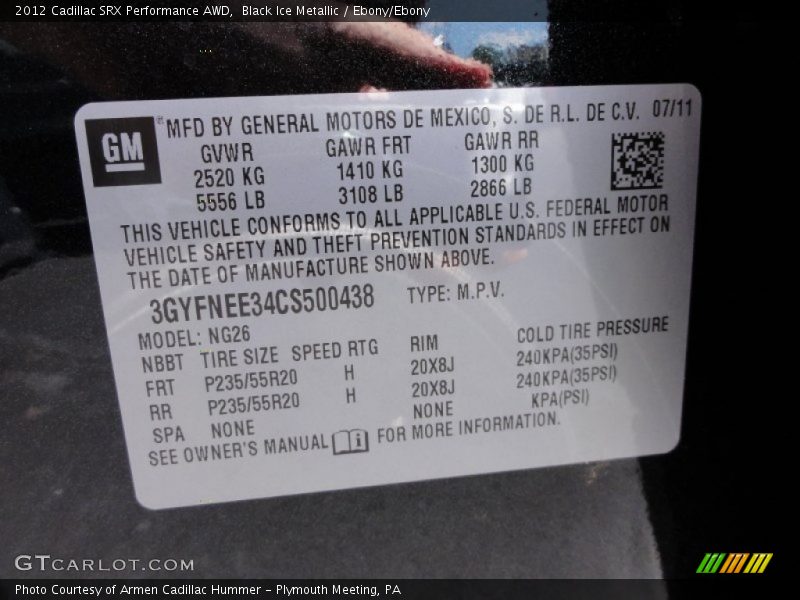 2012 Cadillac SRX Performance AWD, Black Ice Metallic / Ebony/Ebony
GM ® MFD BY GENERAL MOTORS DE MEXICO, S. DE R.L. DE C.V. 07/11
GVWR GAWR FRT GAWR RR
2520 KG 1410 KG 1300 KG
5556 LB 3108 LB 2866 LB
THIS VEHICLE CONFORMS TO ALL APPLICABLE U.S. FEDERAL MOTOR
VEHICLE SAFETY AND THEFT PREVENTION STANDARDS IN EFFECT ON
THE DATE OF MANUFACTURE SHOWN ABOVE.
3GYFNEE34CS500438 TYPE: M.P.V.
MODEL: NG26
NBBT TIRE SIZE SPEED RTG RIM COLD TIRE PRESSURE
FRT P235/55R20 H 20X8J 240KPA(35PSI)
RR P235/55R20 H 20X8J 240KPA(35PSI)
SPA NONE NONE KPA(PSI)
SEE OWNER'S MANUAL i FOR MORE INFORMATION.
GTCARLOT.COM
Photo Courtesy of Armen Cadillac Hummer – Plymouth Meeting, PA